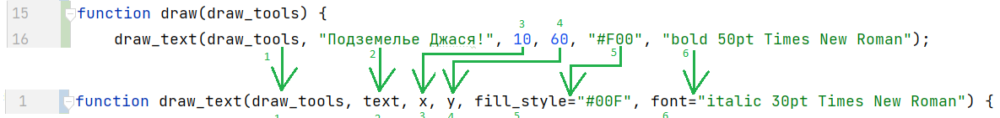 15 function draw(draw_tools) {
3 4
16 draw_text(draw_tools, "Подземелье Джася!", 10, 60, "#F00", "bold 50pt Times New Roman");
1 2 5 6
1 function draw_text(draw_tools, text, x, y, fill_style="#00F", font="italic 30pt Times New Roman") {
1 2 3 4 5 6